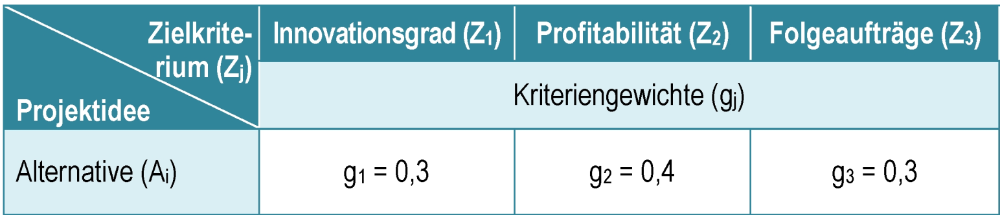 Zielkrite-
rium (Zj)
Projektidee
Innovationsgrad (Z1)
Profitabilität (Z2)
Folgeaufträge (Z3)
Kriteriengewichte (gj)
Alternative (Ai)
g1 = 0,3
g2 = 0,4
g3 = 0,3